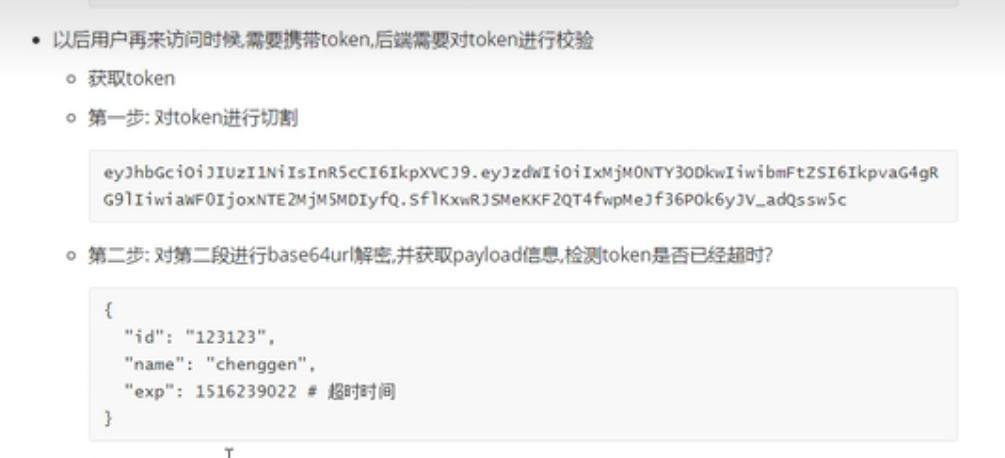 以后用户再来访问时候,需要携带token,后端需要对token进行校验
获取token
第一步: 对token进行切割
eyJhbGciOiJIUzI1NiIsInR5cCI6IkpXVCJ9.eyJzdWIiOiIxMjM0NTY3ODkwIiwibmFtZSI6IkpvaG4gR
G9lIiwiaWF0IjoxNTE2MjM5MDIyfQ.SflKxwRJSMeKKF2QT4fwpMeJf36POk6yJV_adQssw5c
第二步: 对第二段进行base64url解密,并获取payload信息,检测token是否已经超时?
{
"id": "123123",
"name": "chenggen",
"exp": 1516239022 # 超时时间
}